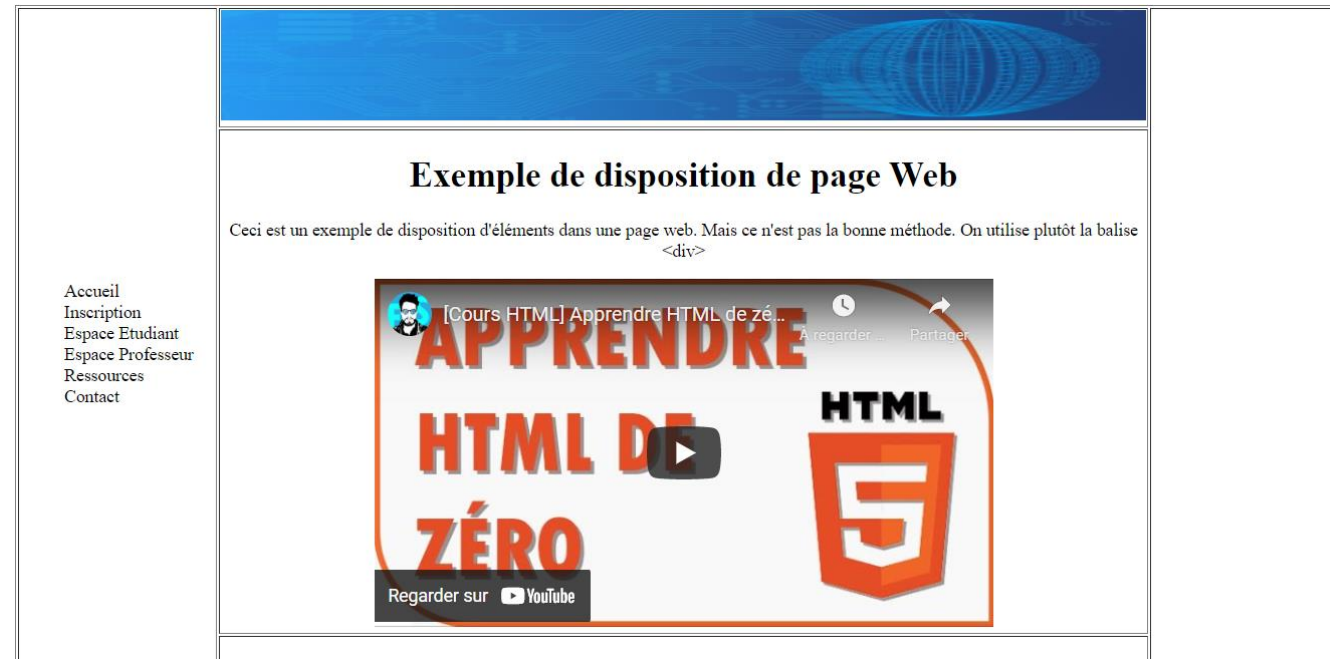 Exemple de disposition de page Web
Ceci est un exemple de disposition d'éléments dans une page web. Mais ce n'est pas la bonne méthode. On utilise plutôt la balise
<div>
Accueil
Inscription
Espace Etudiant
Espace Professeur
Ressources
Contact
[Cours HTML] Apprendre HTML de zé...
À regarder ...
Partager
APPRENDRE
HTML DE
ZÉRO
HTML
5
Regarder sur YouTube